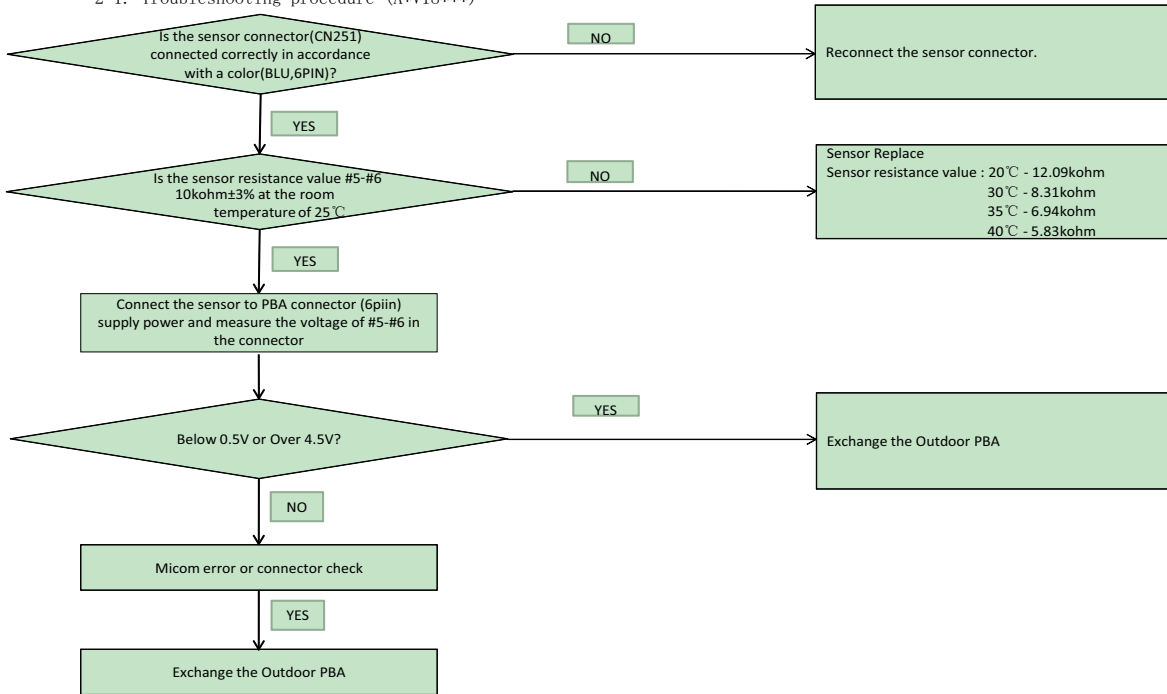 2-1. Troubleshooting procedure
Is the sensor connector(CN251)
connected correctly in accordance
with a color(BLU,6PIN)?
NO
Reconnect the sensor connector.
YES
Is the sensor resistance value #5-#6
10kohm±3% at the room
temperature of 25℃
NO
Sensor Replace
Sensor resistance value : 20℃ - 12.09kohm
30℃ - 8.31kohm
35℃ - 6.94kohm
40℃ - 5.83kohm
YES
Connect the sensor to PBA connector (6piin)
supply power and measure the voltage of #5-#6 in
the connector
Below 0.5V or Over 4.5V?
YES
Exchange the Outdoor PBA
NO
Micom error or connector check
YES
Exchange the Outdoor PBA